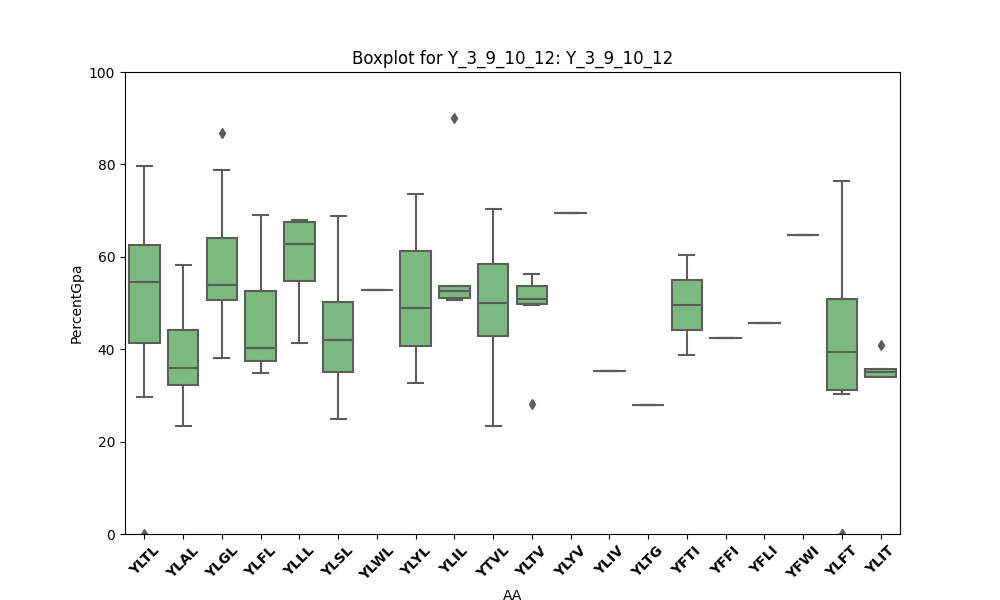 Boxplot for Y_3_9_10_12: Y_3_9_10_12
100
80
60
40
20
0
PercentGpa
YLTL YLAL YLGL YLFL YLLL YLSL YLWL YLYL YLIL YTVL YLTV YLYV YLIV YLTG YFTI YFFI YFLI YFWI YLFT YLIT
AA